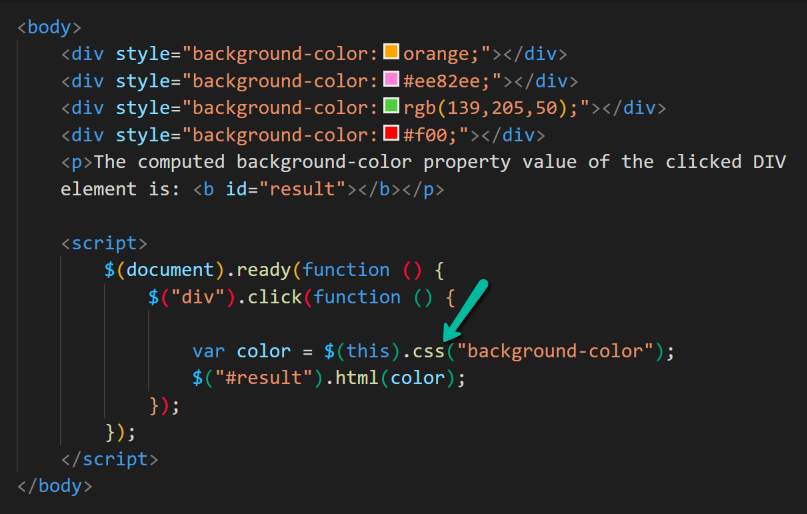 <body>
<div style="background-color:orange;"></div>
<div style="background-color:#ee82ee;"></div>
<div style="background-color:rgb(139,205,50);"></div>
<div style="background-color:#f00;"></div>
<p>The computed background-color property value of the clicked DIV
element is: <b id="result"></b></p>
<script>
$(document).ready(function () {
$("div").click(function () {
var color = $(this).css("background-color");
$("#result").html(color);
});
});
</script>
</body>